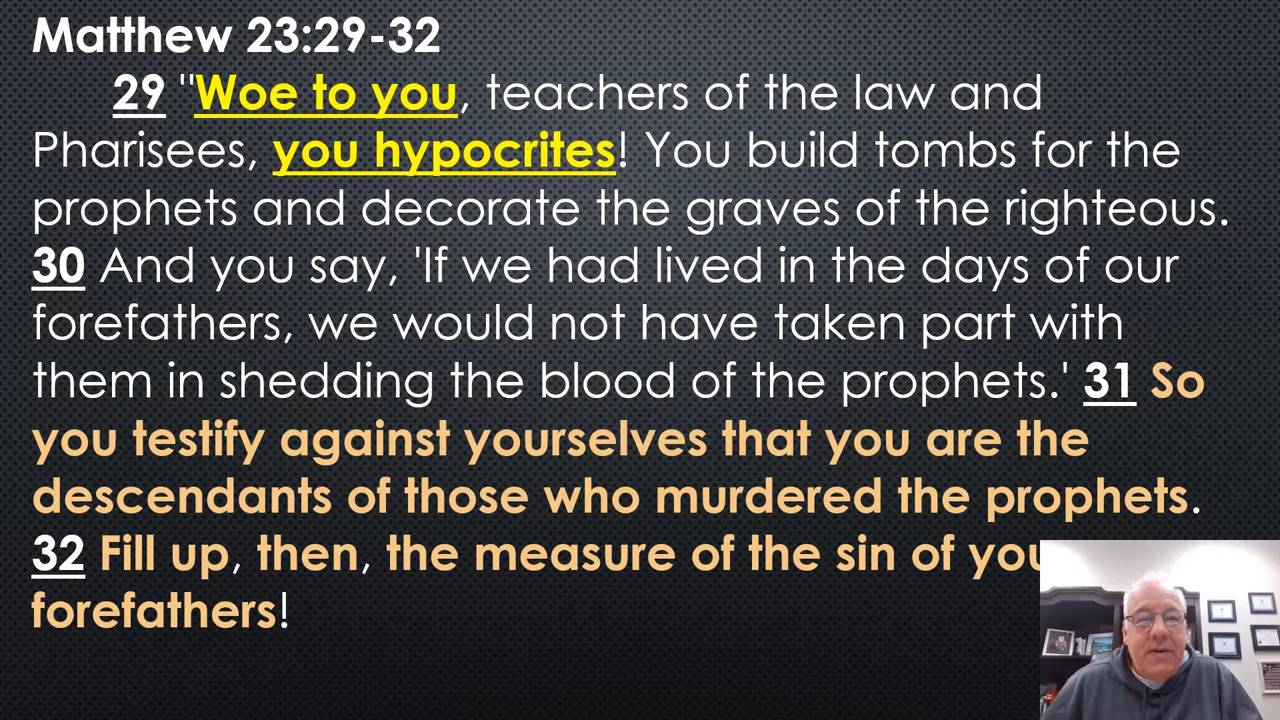 Matthew 23:29-32
29 "Woe to you, teachers of the law and
Pharisees, you hypocrites! You build tombs for the
prophets and decorate the graves of the righteous.
30 And you say, 'If we had lived in the days of our
forefathers, we would not have taken part with
them in shedding the blood of the prophets.' 31 So
you testify against yourselves that you are the
descendants of those who murdered the prophets.
32 Fill up, then, the measure of the sin of you
forefathers!